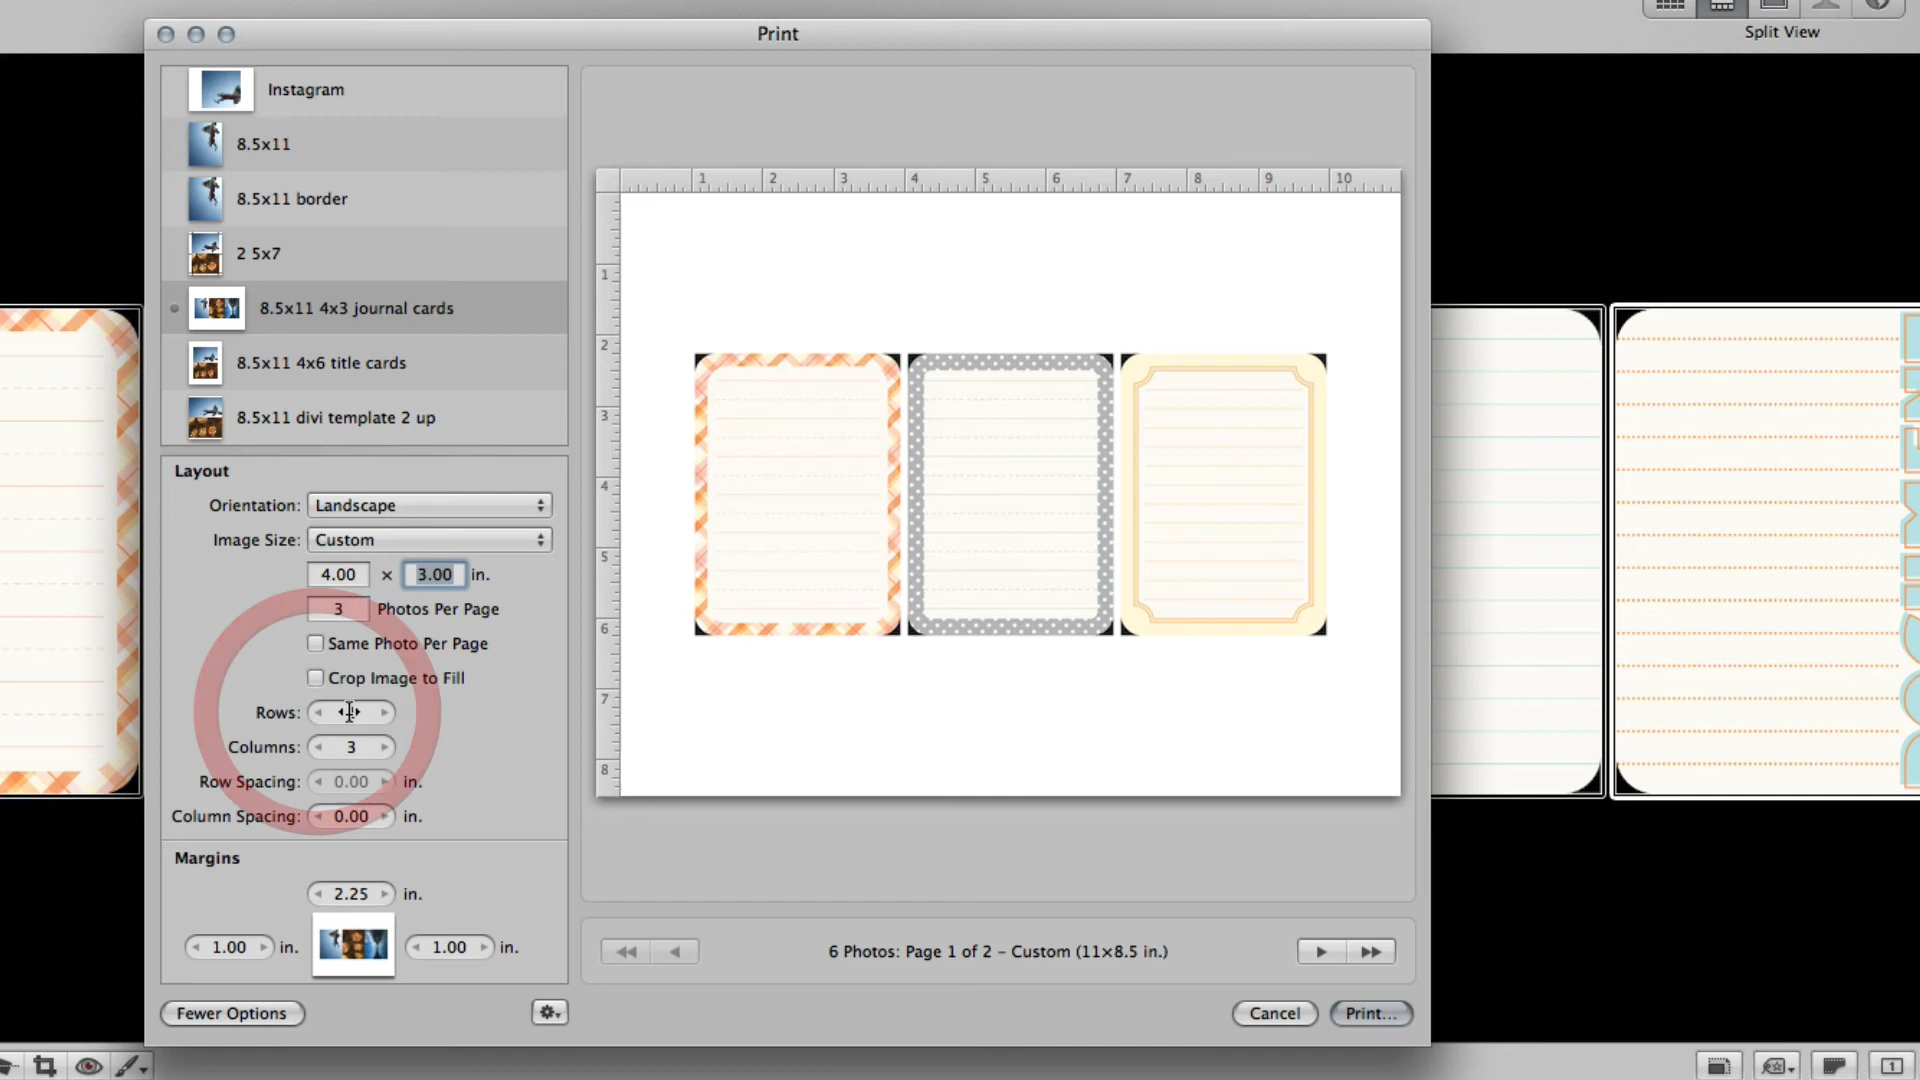 Print
Split View
Instagram
8.5x11
8.5x11 border
2 5x7
8.5x11 4x3 journal cards
8.5x11 4x6 title cards
8.5x11 divi template 2 up
Layout
Orientation: Landscape
Image Size: Custom
4.00 × 3.00 in.
3 Photos Per Page
Same Photo Per Page
Crop Image to Fill
Rows:
Columns: 3
Row Spacing: 0.00 in.
Column Spacing: 0.00 in.
Margins
2.25 in.
1.00 in. 1.00 in.
Fewer Options
1 2 3 4 5 6 7 8 9 10
1
2
3
4
5
6
7
8
6 Photos: Page 1 of 2 – Custom (11×8.5 in.)
Cancel
Print...
1